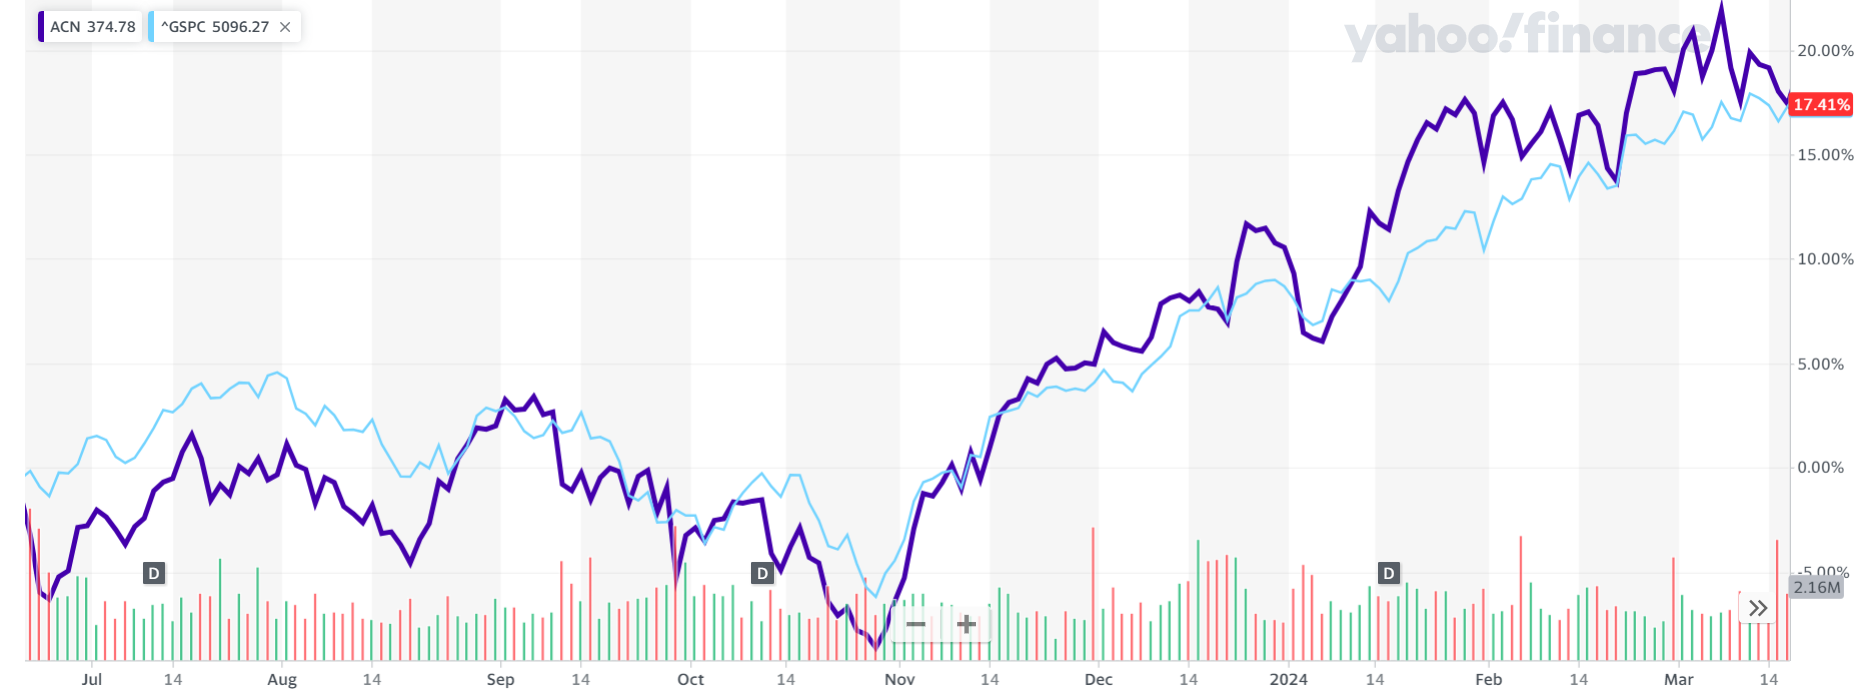 ACN 374.78 ^GSPC 5096.27 ×
yahoo!finance
20.00%
17.41%
15.00%
10.00%
5.00%
0.00%
-5.00%
2.16M
D D D
Jul 14 Aug 14 Sep 14 Oct 14 Nov 14 Dec 14 2024 14 Feb 14 Mar 14